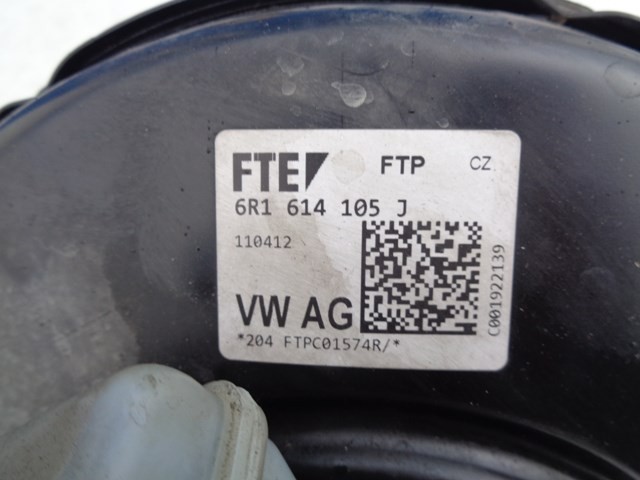 FTE FTP CZ
6R1 614 105 J
110412
VW AG
*204 FTPC01574R/*
C001922139